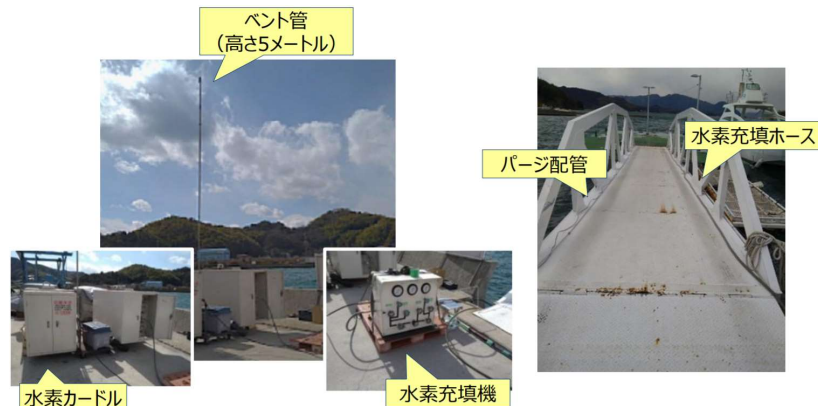 ベント管
(高さ5メートル)
水素充填ホース
パージ配管
水素カードル
水素充填機